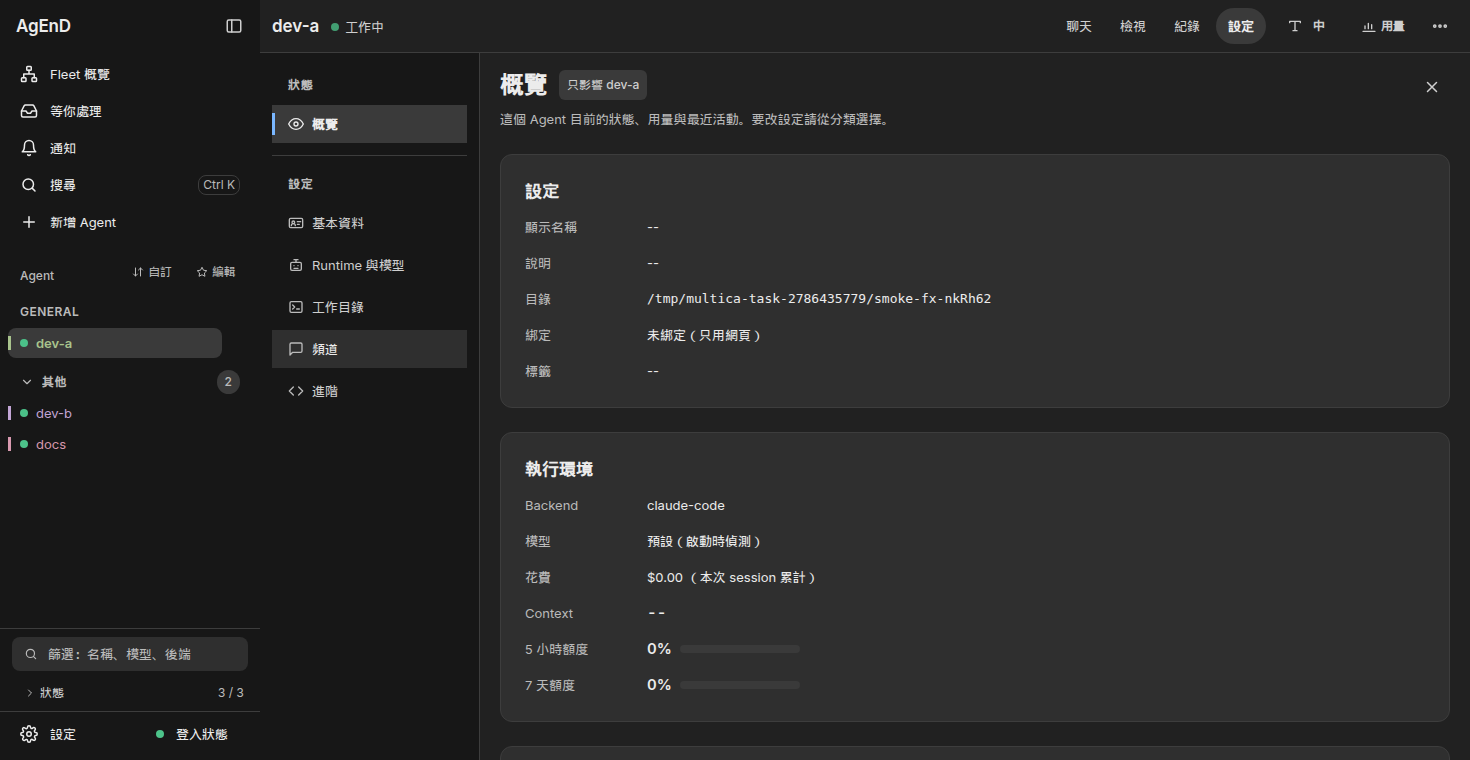 AgEnD
Fleet 概覽
等你處理
通知
搜尋 Ctrl K
新增 Agent
Agent 自訂 編輯
GENERAL
dev-a
其他 2
dev-b
docs
篩選：名稱、模型、後端
狀態 3 / 3
設定 登入狀態
dev-a 工作中 聊天 檢視 紀錄 設定 中 用量
狀態
概覽
設定
基本資料
Runtime 與模型
工作目錄
頻道
進階
概覽 只影響 dev-a
這個 Agent 目前的狀態、用量與最近活動。要改設定請從分類選擇。
設定
顯示名稱 --
說明 --
目錄 /tmp/multica-task-2786435779/smoke-fx-nkRh62
綁定 未綁定（只用網頁）
標籤 --
執行環境
Backend claude-code
模型 預設（啟動時偵測）
花費 $0.00 （本次 session 累計）
Context --
5 小時額度 0%
7 天額度 0%